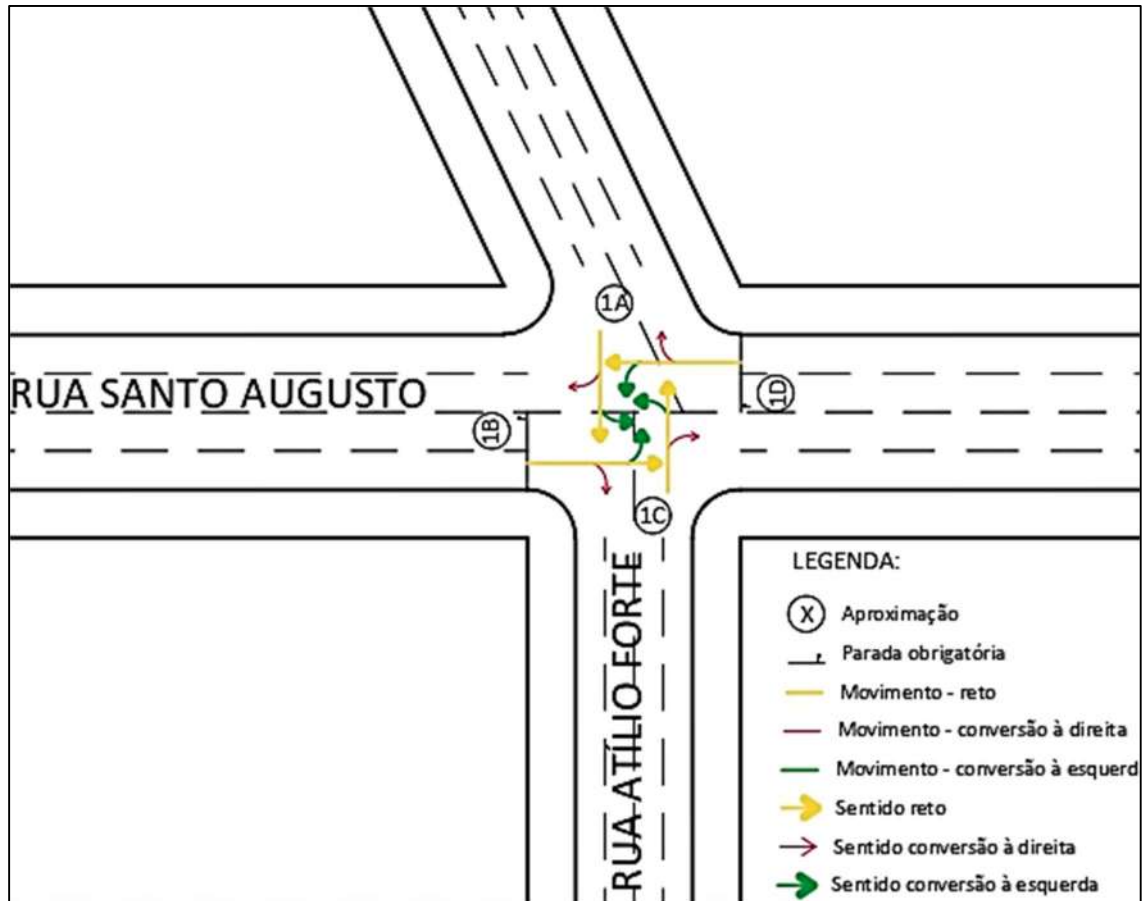 1A
RUA SANTO AUGUSTO
1D
1B
1C
RUA ATÍLIO FORTE
LEGENDA:
X Aproximação
Parada obrigatória
Movimento - reto
Movimento - conversão à direita
Movimento - conversão à esquerd
Sentido reto
Sentido conversão à direita
Sentido conversão à esquerda